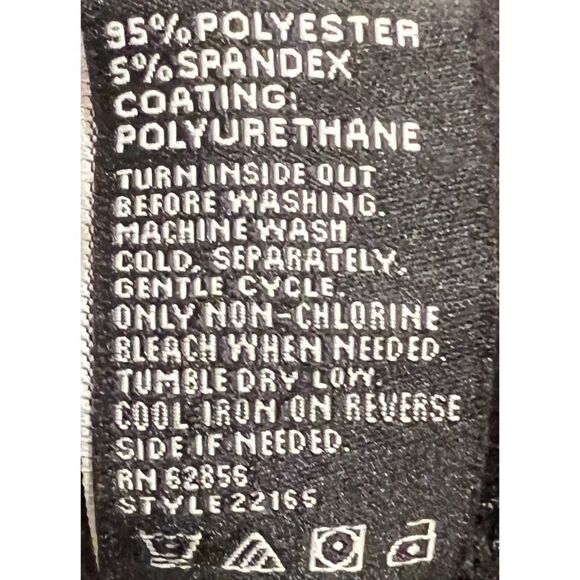 95% POLYESTER
5% SPANDEX
COATING:
POLYURETHANE
TURN INSIDE OUT
BEFORE WASHING.
MACHINE WASH
COLD, SEPARATELY,
GENTLE CYCLE.
ONLY NON-CHLORINE
BLEACH WHEN NEEDED.
TUMBLE DRY LOW.
COOL IRON ON REVERSE
SIDE IF NEEDED.
RN 62856
STYLE 22165